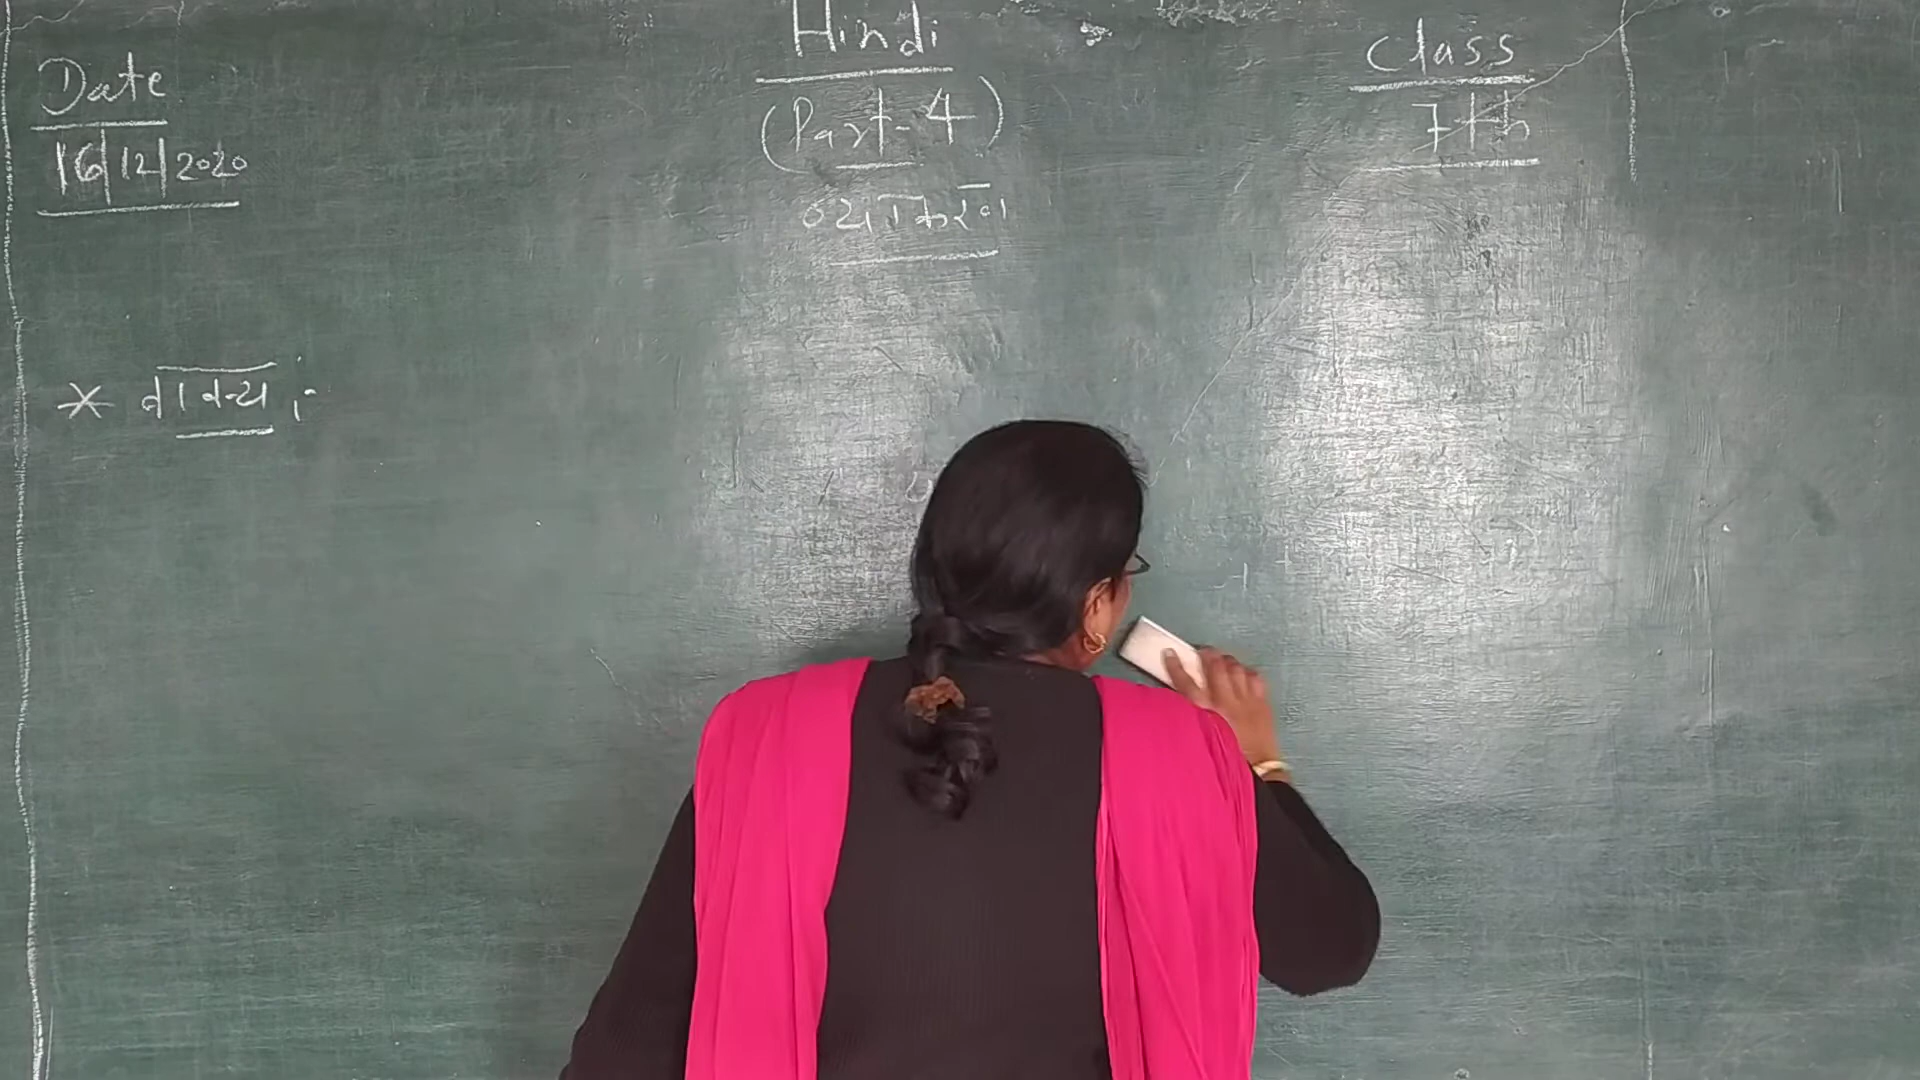 Date
16/12/2020
Hindi
(Part-4)
व्याकरण
Class
7th
* वाक्य :-